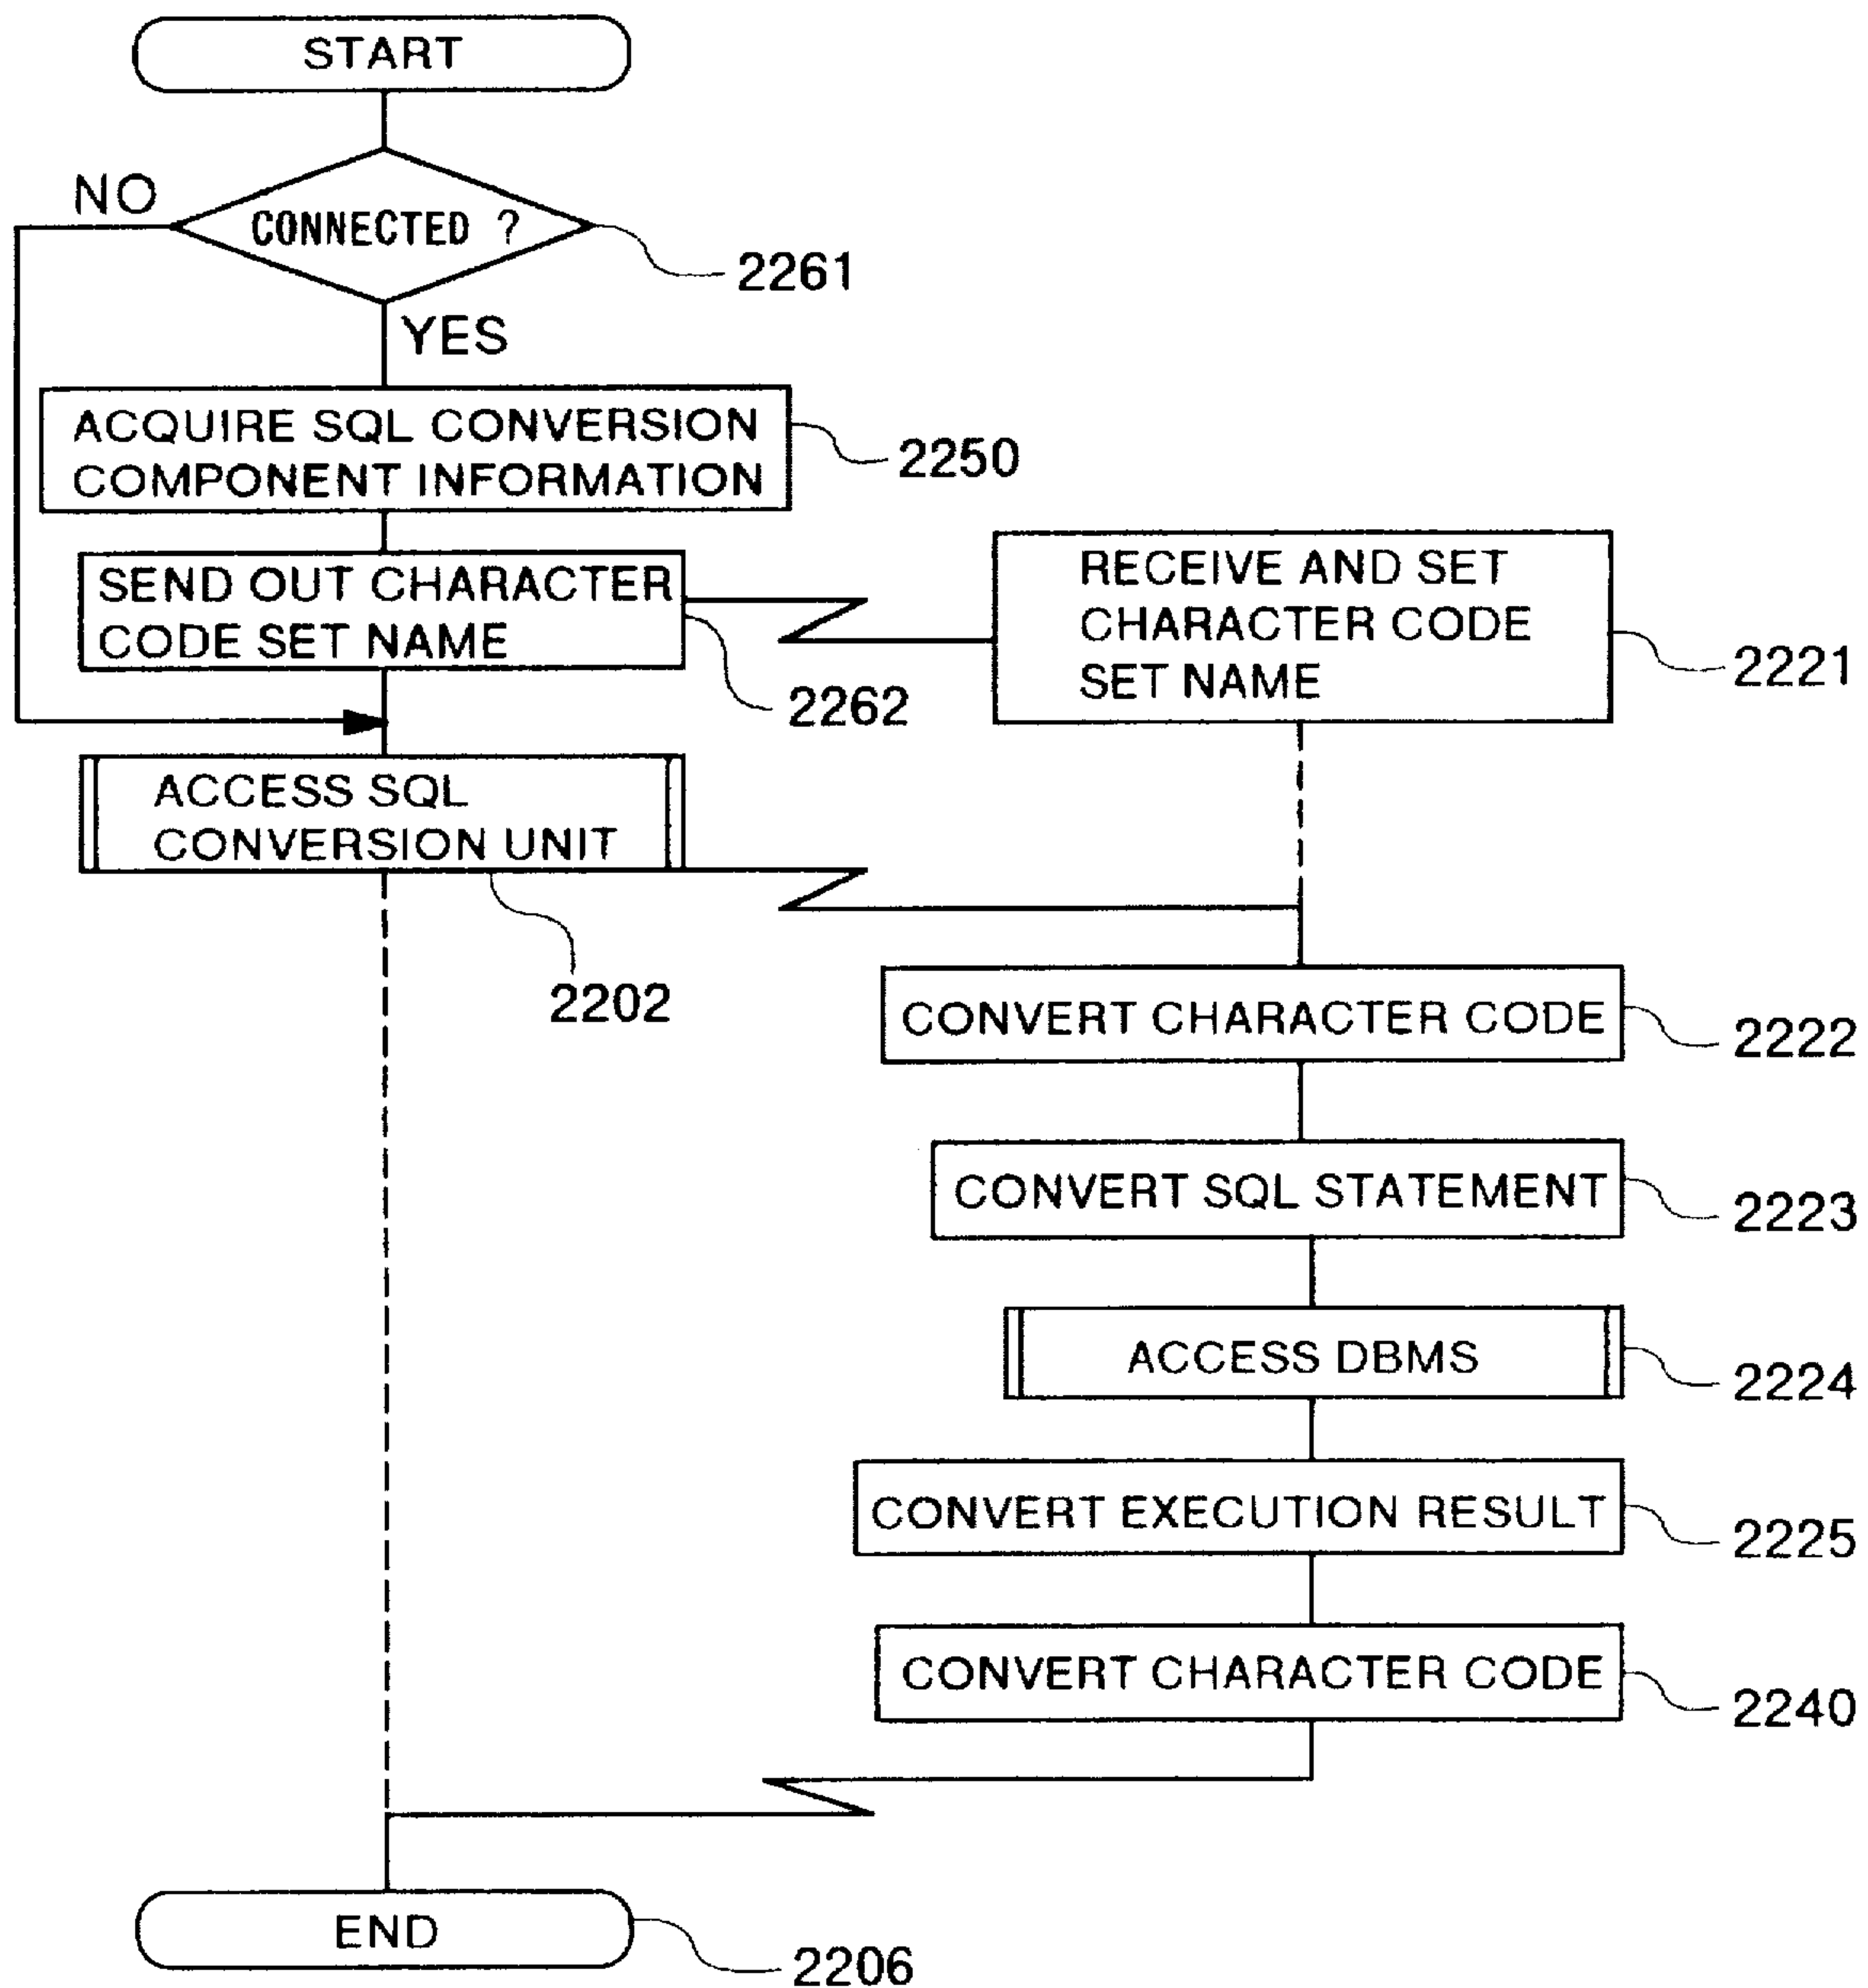 START
NO
CONNECTED ?
2261
YES
ACQUIRE SQL CONVERSION
COMPONENT INFORMATION
2250
SEND OUT CHARACTER
CODE SET NAME
2262
RECEIVE AND SET
CHARACTER CODE
SET NAME
2221
ACCESS SQL
CONVERSION UNIT
2202
CONVERT CHARACTER CODE
2222
CONVERT SQL STATEMENT
2223
ACCESS DBMS
2224
CONVERT EXECUTION RESULT
2225
CONVERT CHARACTER CODE
2240
END
2206